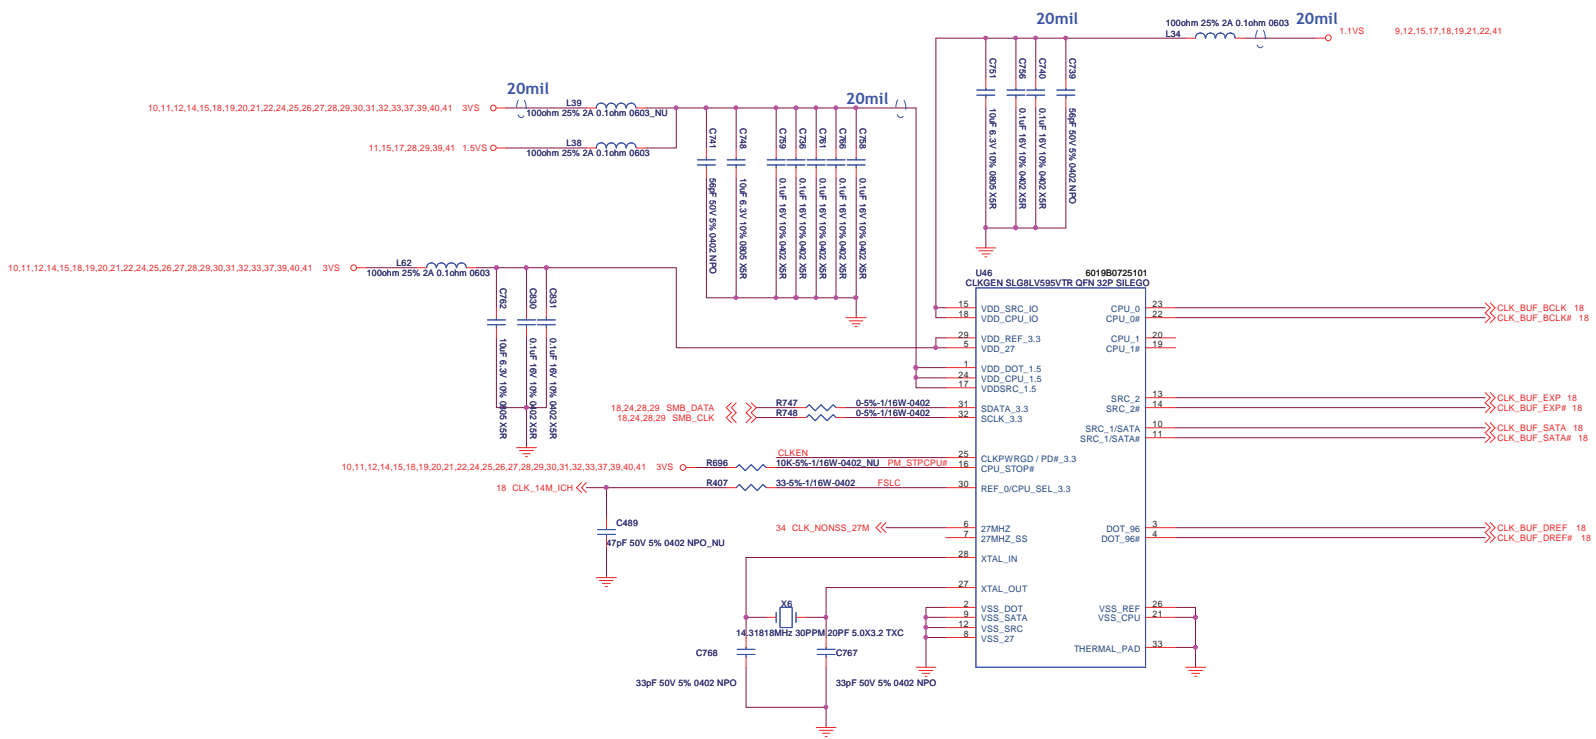 20mil
100ohm 25% 2A 0.1ohm 0603
20mil
L34
1.1VS
9,12,15,17,18,19,21,22,41
C751
10uF 6.3V 10% 0805 X5R
C756
0.1uF 16V 10% 0402 X5R
C740
0.1uF 16V 10% 0402 X5R
C739
56pF 50V 5% 0402 NPO
20mil
20mil
10,11,12,14,15,18,19,20,21,22,24,25,26,27,28,29,30,31,32,33,37,39,40,41 3VS
L39
100ohm 25% 2A 0.1ohm 0603_NU
11,15,17,28,29,39,41 1.5VS
L38
100ohm 25% 2A 0.1ohm 0603
C741
56pF 50V 5% 0402 NPO
C748
10uF 6.3V 10% 0805 X5R
C759
0.1uF 16V 10% 0402 X5R
C736
0.1uF 16V 10% 0402 X5R
C761
0.1uF 16V 10% 0402 X5R
C766
0.1uF 16V 10% 0402 X5R
C758
0.1uF 16V 10% 0402 X5R
10,11,12,14,15,18,19,20,21,22,24,25,26,27,28,29,30,31,32,33,37,39,40,41 3VS
L62
100ohm 25% 2A 0.1ohm 0603
C762
10uF 6.3V 10% 0805 X5R
C830
0.1uF 16V 10% 0402 X5R
C831
0.1uF 16V 10% 0402 X5R
U46
6019B0725101
CLKGEN SLG8LV595VTR QFN 32P SILEGO
15 VDD_SRC_IO
18 VDD_CPU_IO
29 VDD_REF_3.3
5 VDD_27
1 VDD_DOT_1.5
24 VDD_CPU_1.5
17 VDDSRC_1.5
18,24,28,29 SMB_DATA
R747
0-5%-1/16W-0402
31 SDATA_3.3
18,24,28,29 SMB_CLK
R748
0-5%-1/16W-0402
32 SCLK_3.3
CLKEN
25 CLKPWRGD / PD#_3.3
10,11,12,14,15,18,19,20,21,22,24,25,26,27,28,29,30,31,32,33,37,39,40,41 3VS
R696
10K-5%-1/16W-0402_NU
PM_STPCPU#
16 CPU_STOP#
18 CLK_14M_ICH
R407
33-5%-1/16W-0402
FSLC
30 REF_0/CPU_SEL_3.3
C489
47pF 50V 5% 0402 NPO_NU
34 CLK_NONSS_27M
6 27MHZ
7 27MHZ_SS
28 XTAL_IN
27 XTAL_OUT
X6
14.31818MHz 30PPM 20PF 5.0X3.2 TXC
C768
33pF 50V 5% 0402 NPO
C767
33pF 50V 5% 0402 NPO
2 VSS_DOT
9 VSS_SATA
12 VSS_SRC
8 VSS_27
CPU_0 23
CLK_BUF_BCLK 18
CPU_0# 22
CLK_BUF_BCLK# 18
CPU_1 20
CPU_1# 19
SRC_2 13
CLK_BUF_EXP 18
SRC_2# 14
CLK_BUF_EXP# 18
SRC_1/SATA 10
CLK_BUF_SATA 18
SRC_1/SATA# 11
CLK_BUF_SATA# 18
DOT_96 3
CLK_BUF_DREF 18
DOT_96# 4
CLK_BUF_DREF# 18
VSS_REF 26
VSS_CPU 21
THERMAL_PAD 33